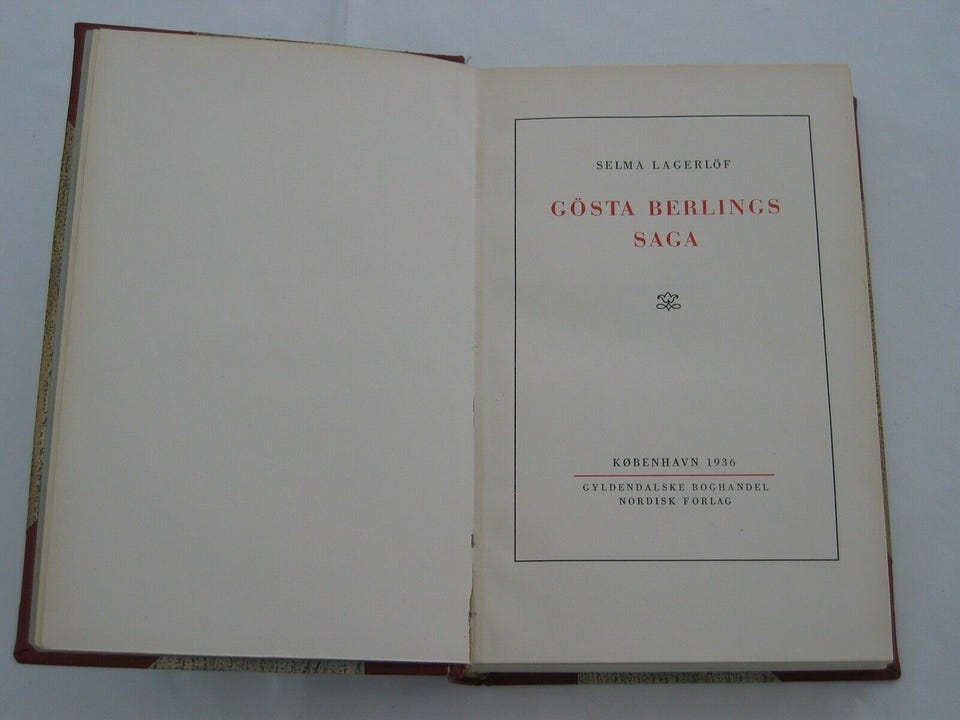 SELMA LAGERLÖF
GÖSTA BERLINGS
SAGA
KØBENHAVN 1936
GYLDENDALSKE BOGHANDEL
NORDISK FORLAG